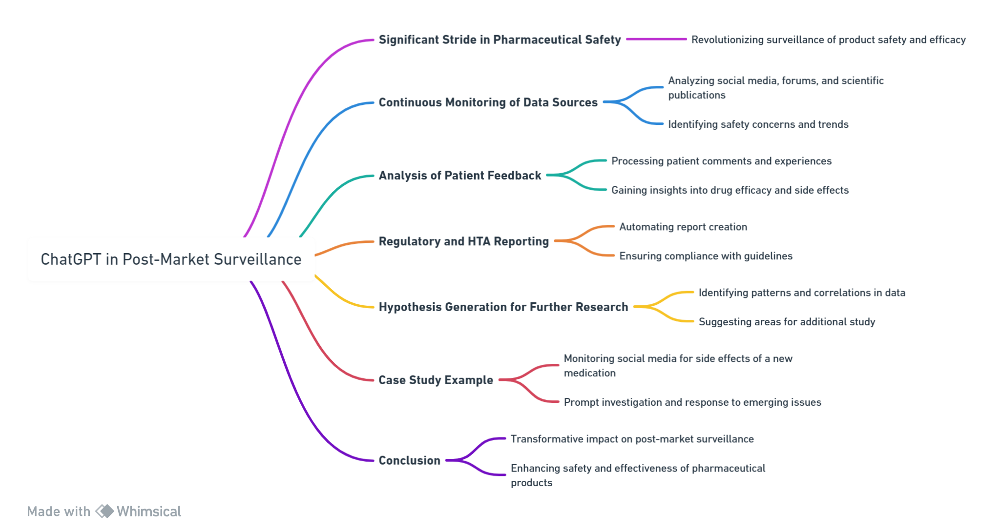 Significant Stride in Pharmaceutical Safety
Revolutionizing surveillance of product safety and efficacy
Continuous Monitoring of Data Sources
Analyzing social media, forums, and scientific
publications
Identifying safety concerns and trends
Analysis of Patient Feedback
Processing patient comments and experiences
Gaining insights into drug efficacy and side effects
ChatGPT in Post-Market Surveillance
Regulatory and HTA Reporting
Automating report creation
Ensuring compliance with guidelines
Hypothesis Generation for Further Research
Identifying patterns and correlations in data
Suggesting areas for additional study
Case Study Example
Monitoring social media for side effects of a new
medication
Prompt investigation and response to emerging issues
Conclusion
Transformative impact on post-market surveillance
Enhancing safety and effectiveness of pharmaceutical
products
Made with Whimsical